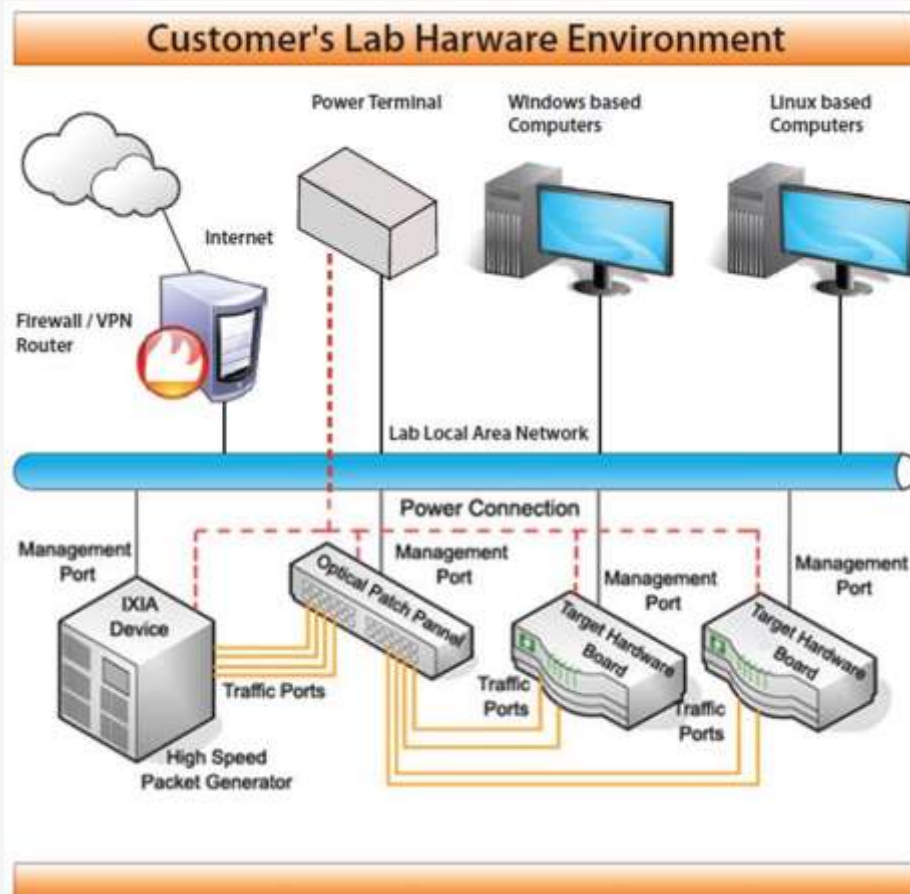 Customer's Lab Harware Environment
Power Terminal
Windows based
Computers
Linux based
Computers
Internet
Firewall / VPN
Router
Lab Local Area Network
Power Connection
Management
Port
Management
Port
Management
Port
Management
Port
IXIA
Device
Optical Patch Pannel
Target Hardware
Board
Target Hardware
Board
Traffic Ports
Traffic
Ports
Traffic
Ports
High Speed
Packet Generator